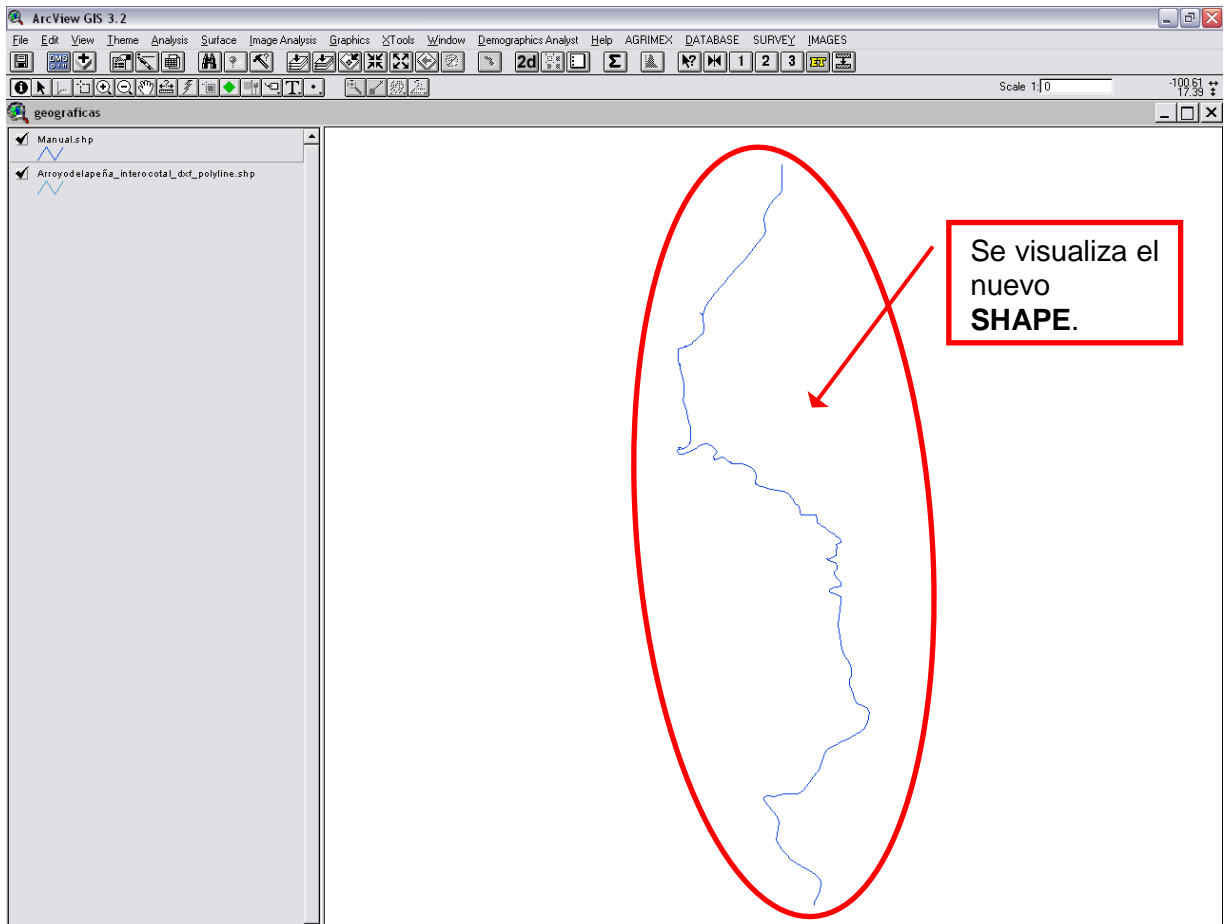 ArcView GIS 3.2
File Edit View Theme Analysis Surface Image Analysis Graphics XTools Window Demographics Analyst Help AGRIMEX DATABASE SURVEY IMAGES
2d Σ ? 1 2 3
T Scale 1: 0 -100.61
17.39
geograficas
Manual.shp
Arroyodelapeña_interocotal_dxf_polyline.shp
Se visualiza el
nuevo
SHAPE.